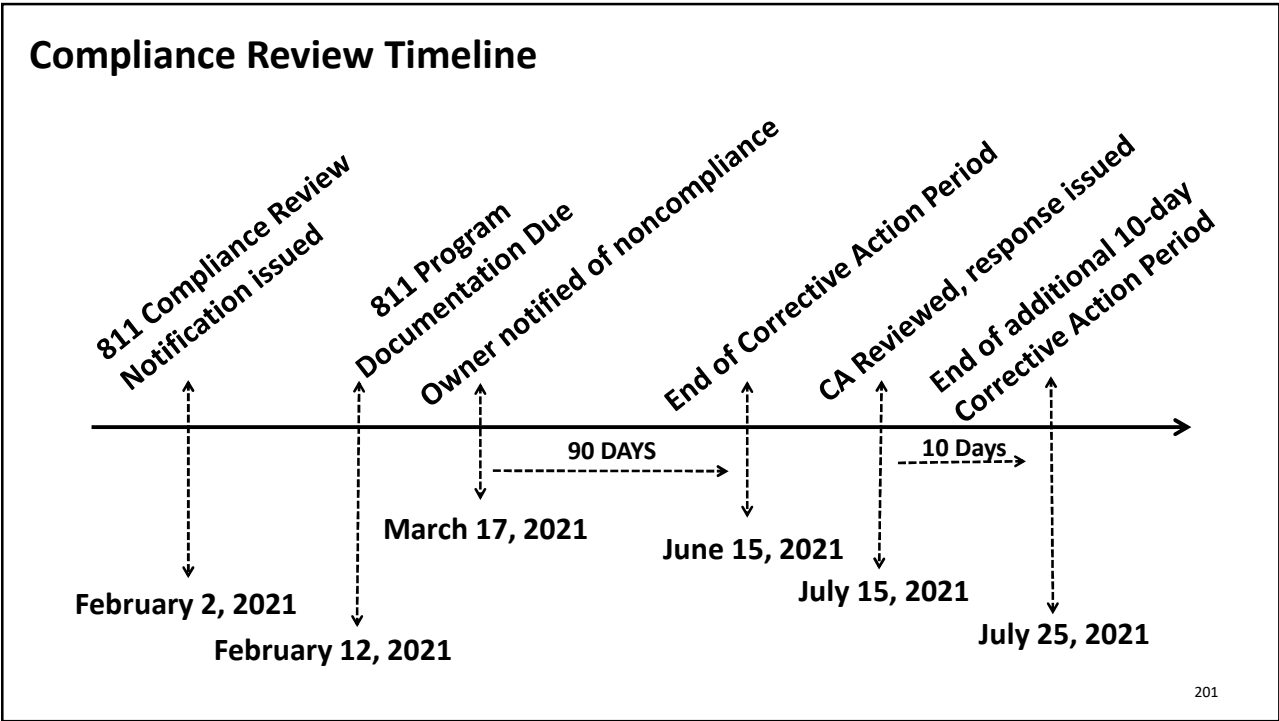 Compliance Review Timeline
811 Compliance Review
Notification issued
811 Program
Documentation Due
Owner notified of noncompliance
End of Corrective Action Period
CA Reviewed, response issued
End of additional 10-day
Corrective Action Period
90 DAYS
10 Days
March 17, 2021
June 15, 2021
July 15, 2021
February 2, 2021
July 25, 2021
February 12, 2021
201